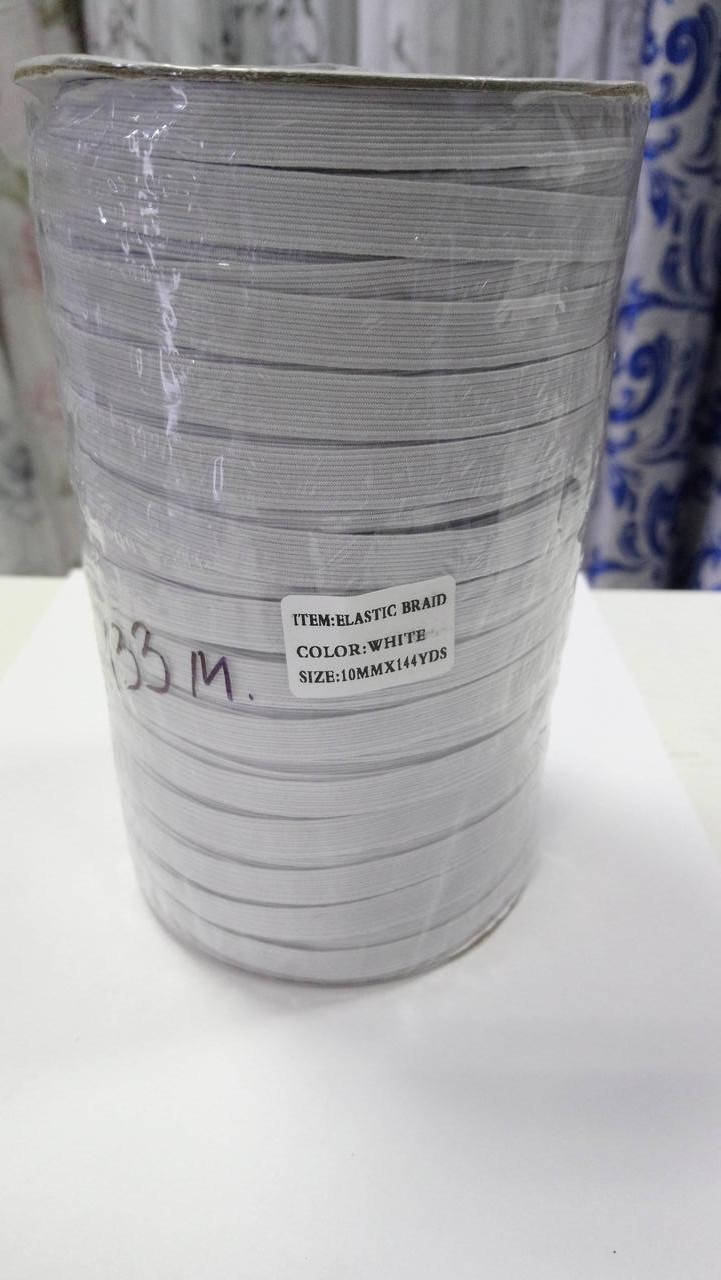 ITEM:ELASTIC BRAID
COLOR:WHITE
SIZE:10MMX144YDS
33 М.